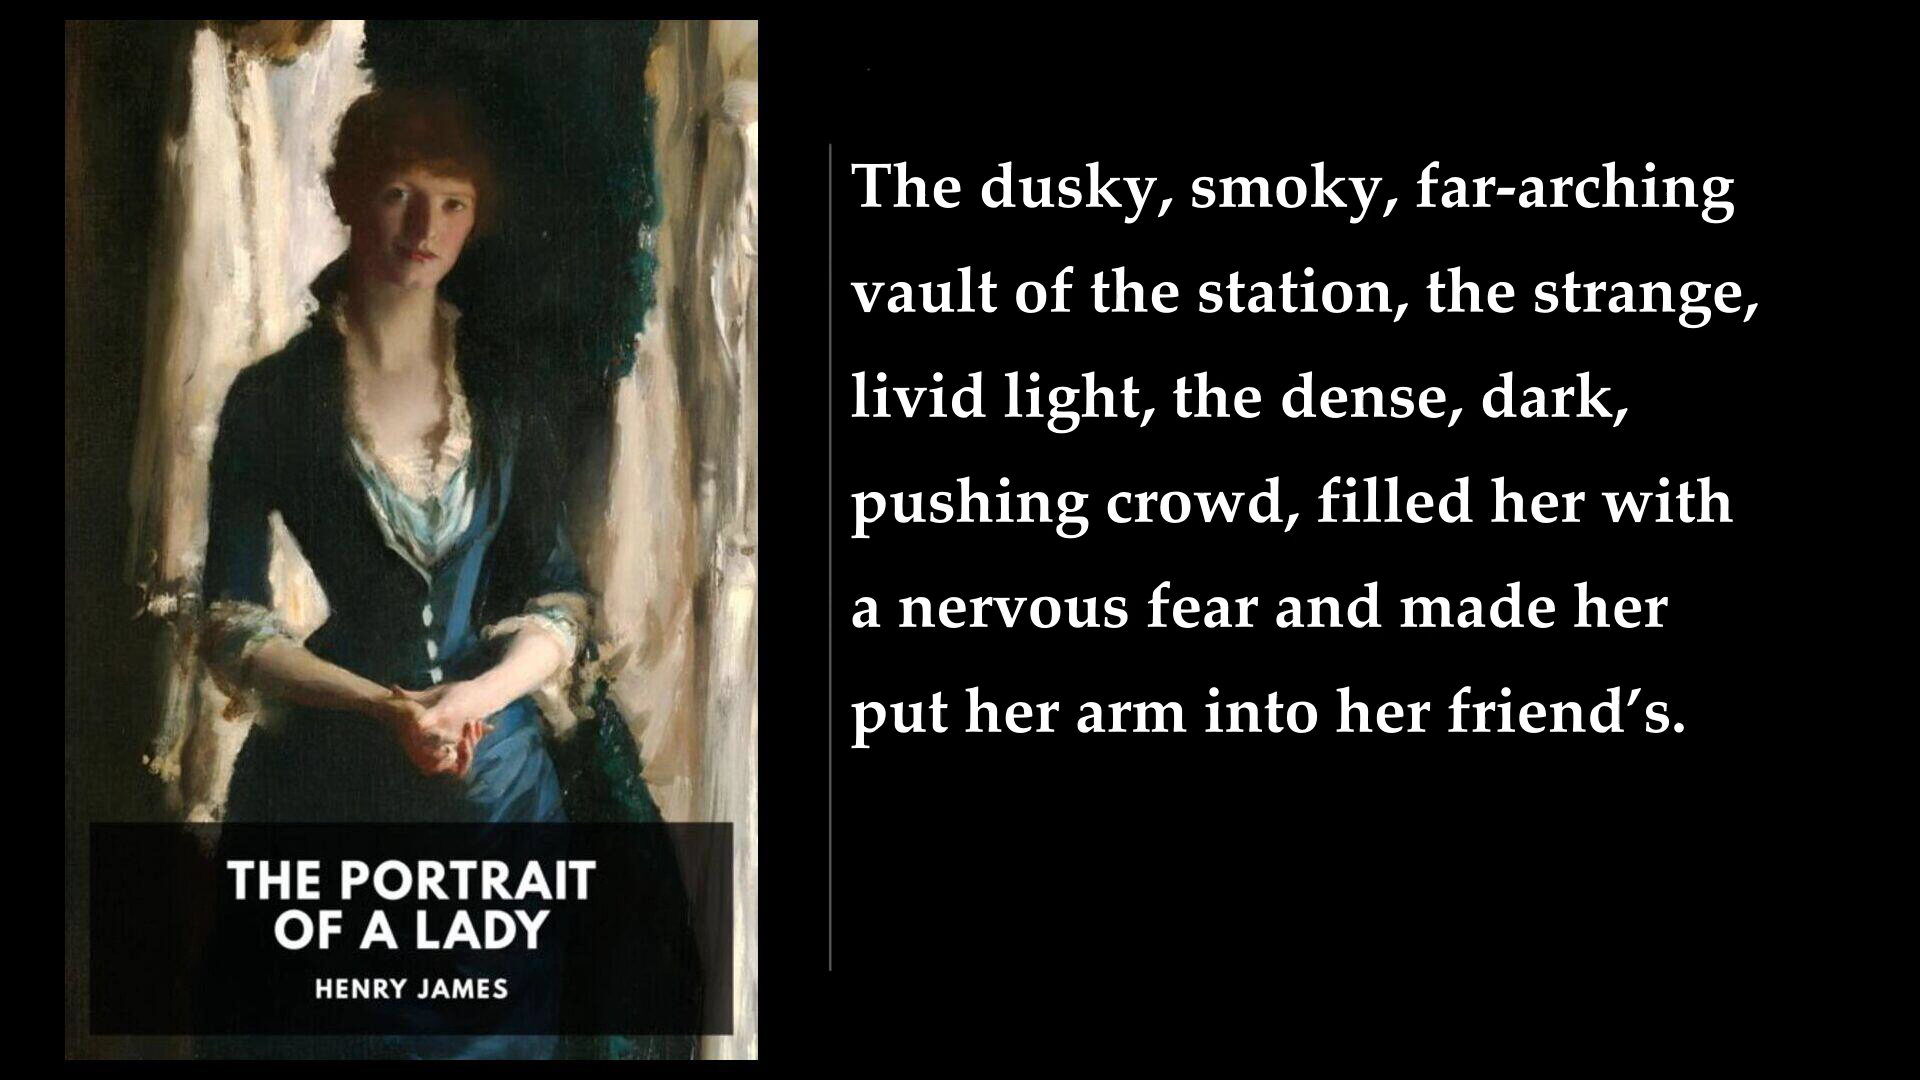 THE PORTRAIT
OF A LADY
HENRY JAMES
The dusky, smoky, far-arching
vault of the station, the strange,
livid light, the dense, dark,
pushing crowd, filled her with
a nervous fear and made her
put her arm into her friend’s.